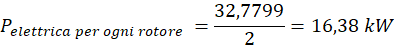 P_elettrica per ogni rotore = 32,7799/2 = 16,38 kW